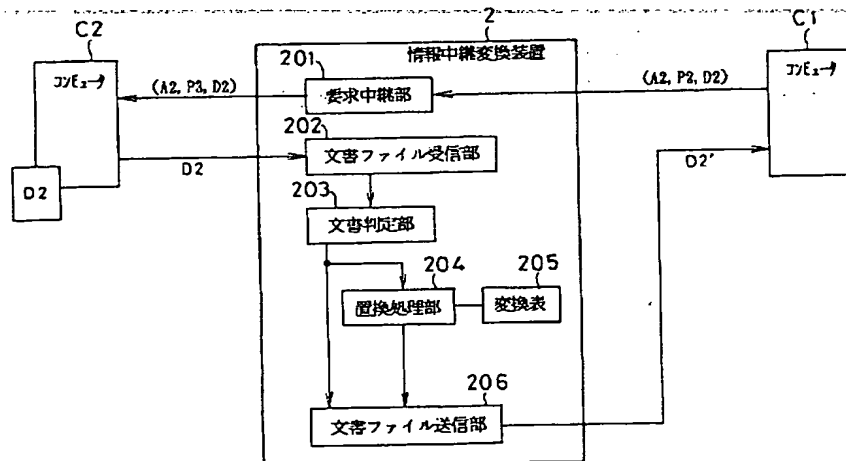 C2
2
C1
情報中継変換装置
コンピュータ
201
コンピュータ
(A2, P3, D2)
要求中継部
(A2, P2, D2)
202
D2
D2
文書ファイル受信部
D2'
203
文書判定部
204
205
置換処理部
変換表
206
文書ファイル送信部